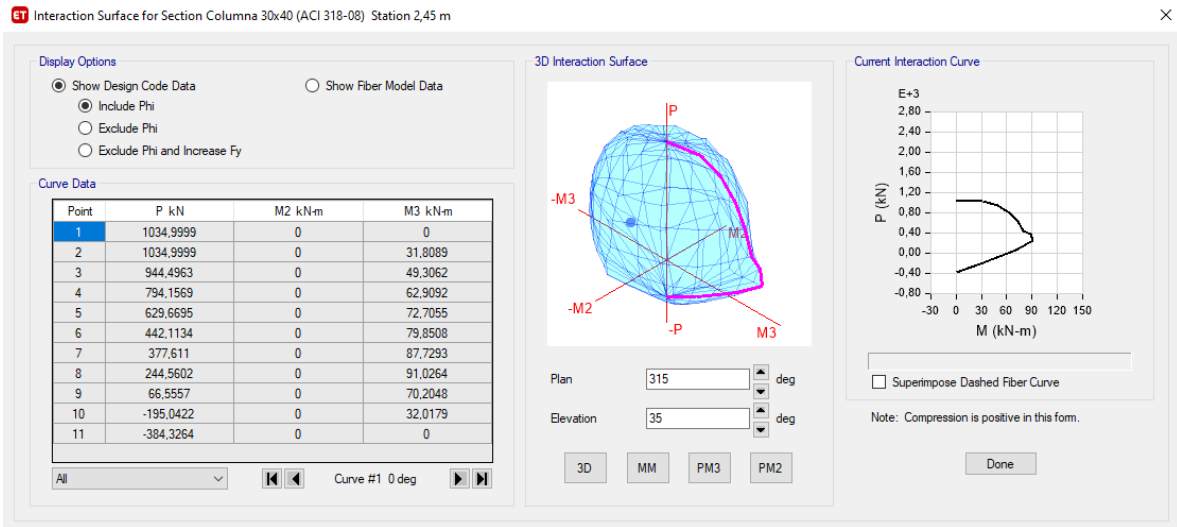 ET Interaction Surface for Section Columna 30x40 (ACI 318-08) Station 2,45 m
Display Options
Show Design Code Data
Show Fiber Model Data
Include Phi
Exclude Phi
Exclude Phi and Increase Fy
Curve Data
Point P kN M2 kN-m M3 kN-m
1 1034,9999 0 0
2 1034,9999 0 31,8089
3 944,4963 0 49,3062
4 794,1569 0 62,9092
5 629,6695 0 72,7055
6 442,1134 0 79,8508
7 377,611 0 87,7293
8 244,5602 0 91,0264
9 66,5557 0 70,2048
10 -195,0422 0 32,0179
11 -384,3264 0 0
All
Curve #1 0 deg
3D Interaction Surface
P
-M3
M2
-M2
-P
M3
Plan 315 deg
Elevation 35 deg
3D MM PM3 PM2
Current Interaction Curve
E+3
2,80
2,40
2,00
1,60
1,20
0,80
0,40
0,00
-0,40
-0,80
P (kN)
-30 0 30 60 90 120 150
M (kN-m)
Superimpose Dashed Fiber Curve
Note: Compression is positive in this form.
Done